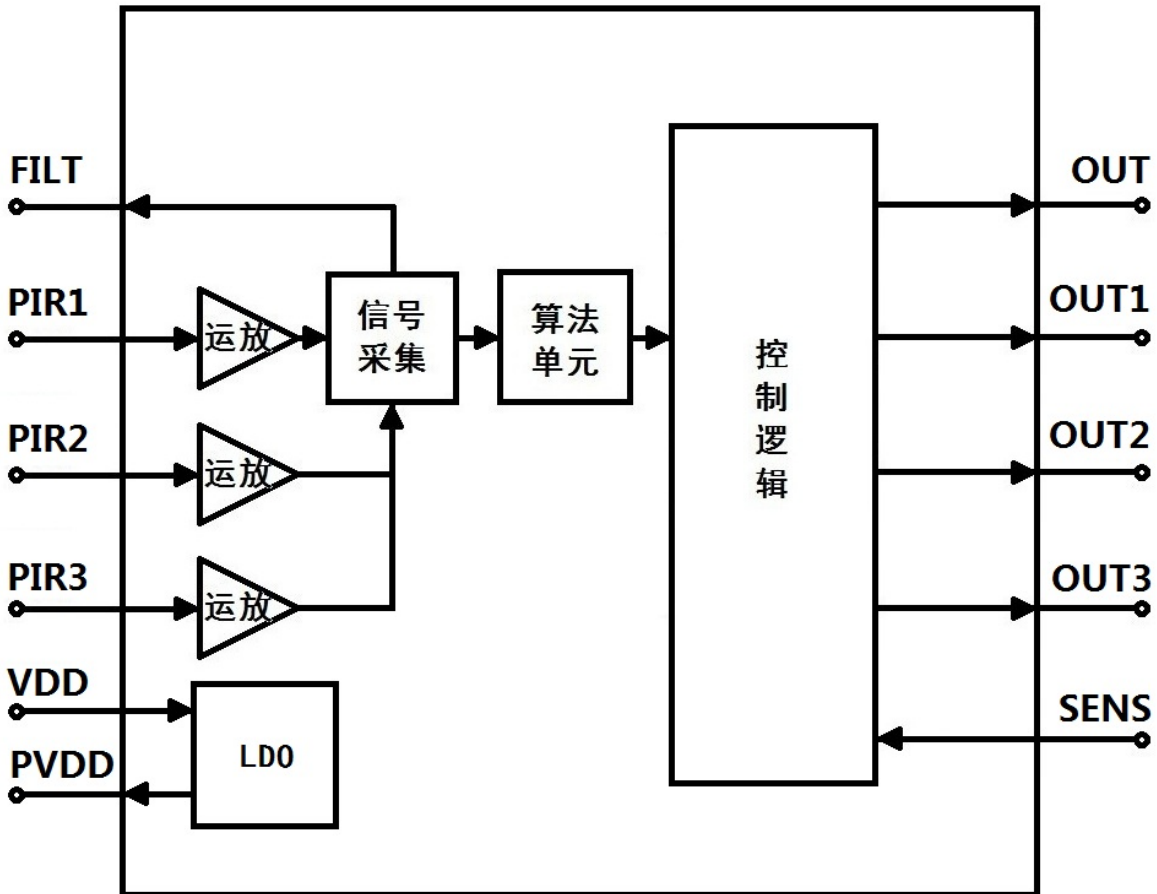 FILT
OUT
PIR1
运放
信号
采集
算法
单元
控
制
逻
辑
OUT1
PIR2
运放
OUT2
PIR3
运放
OUT3
VDD
PVDD
LDO
SENS